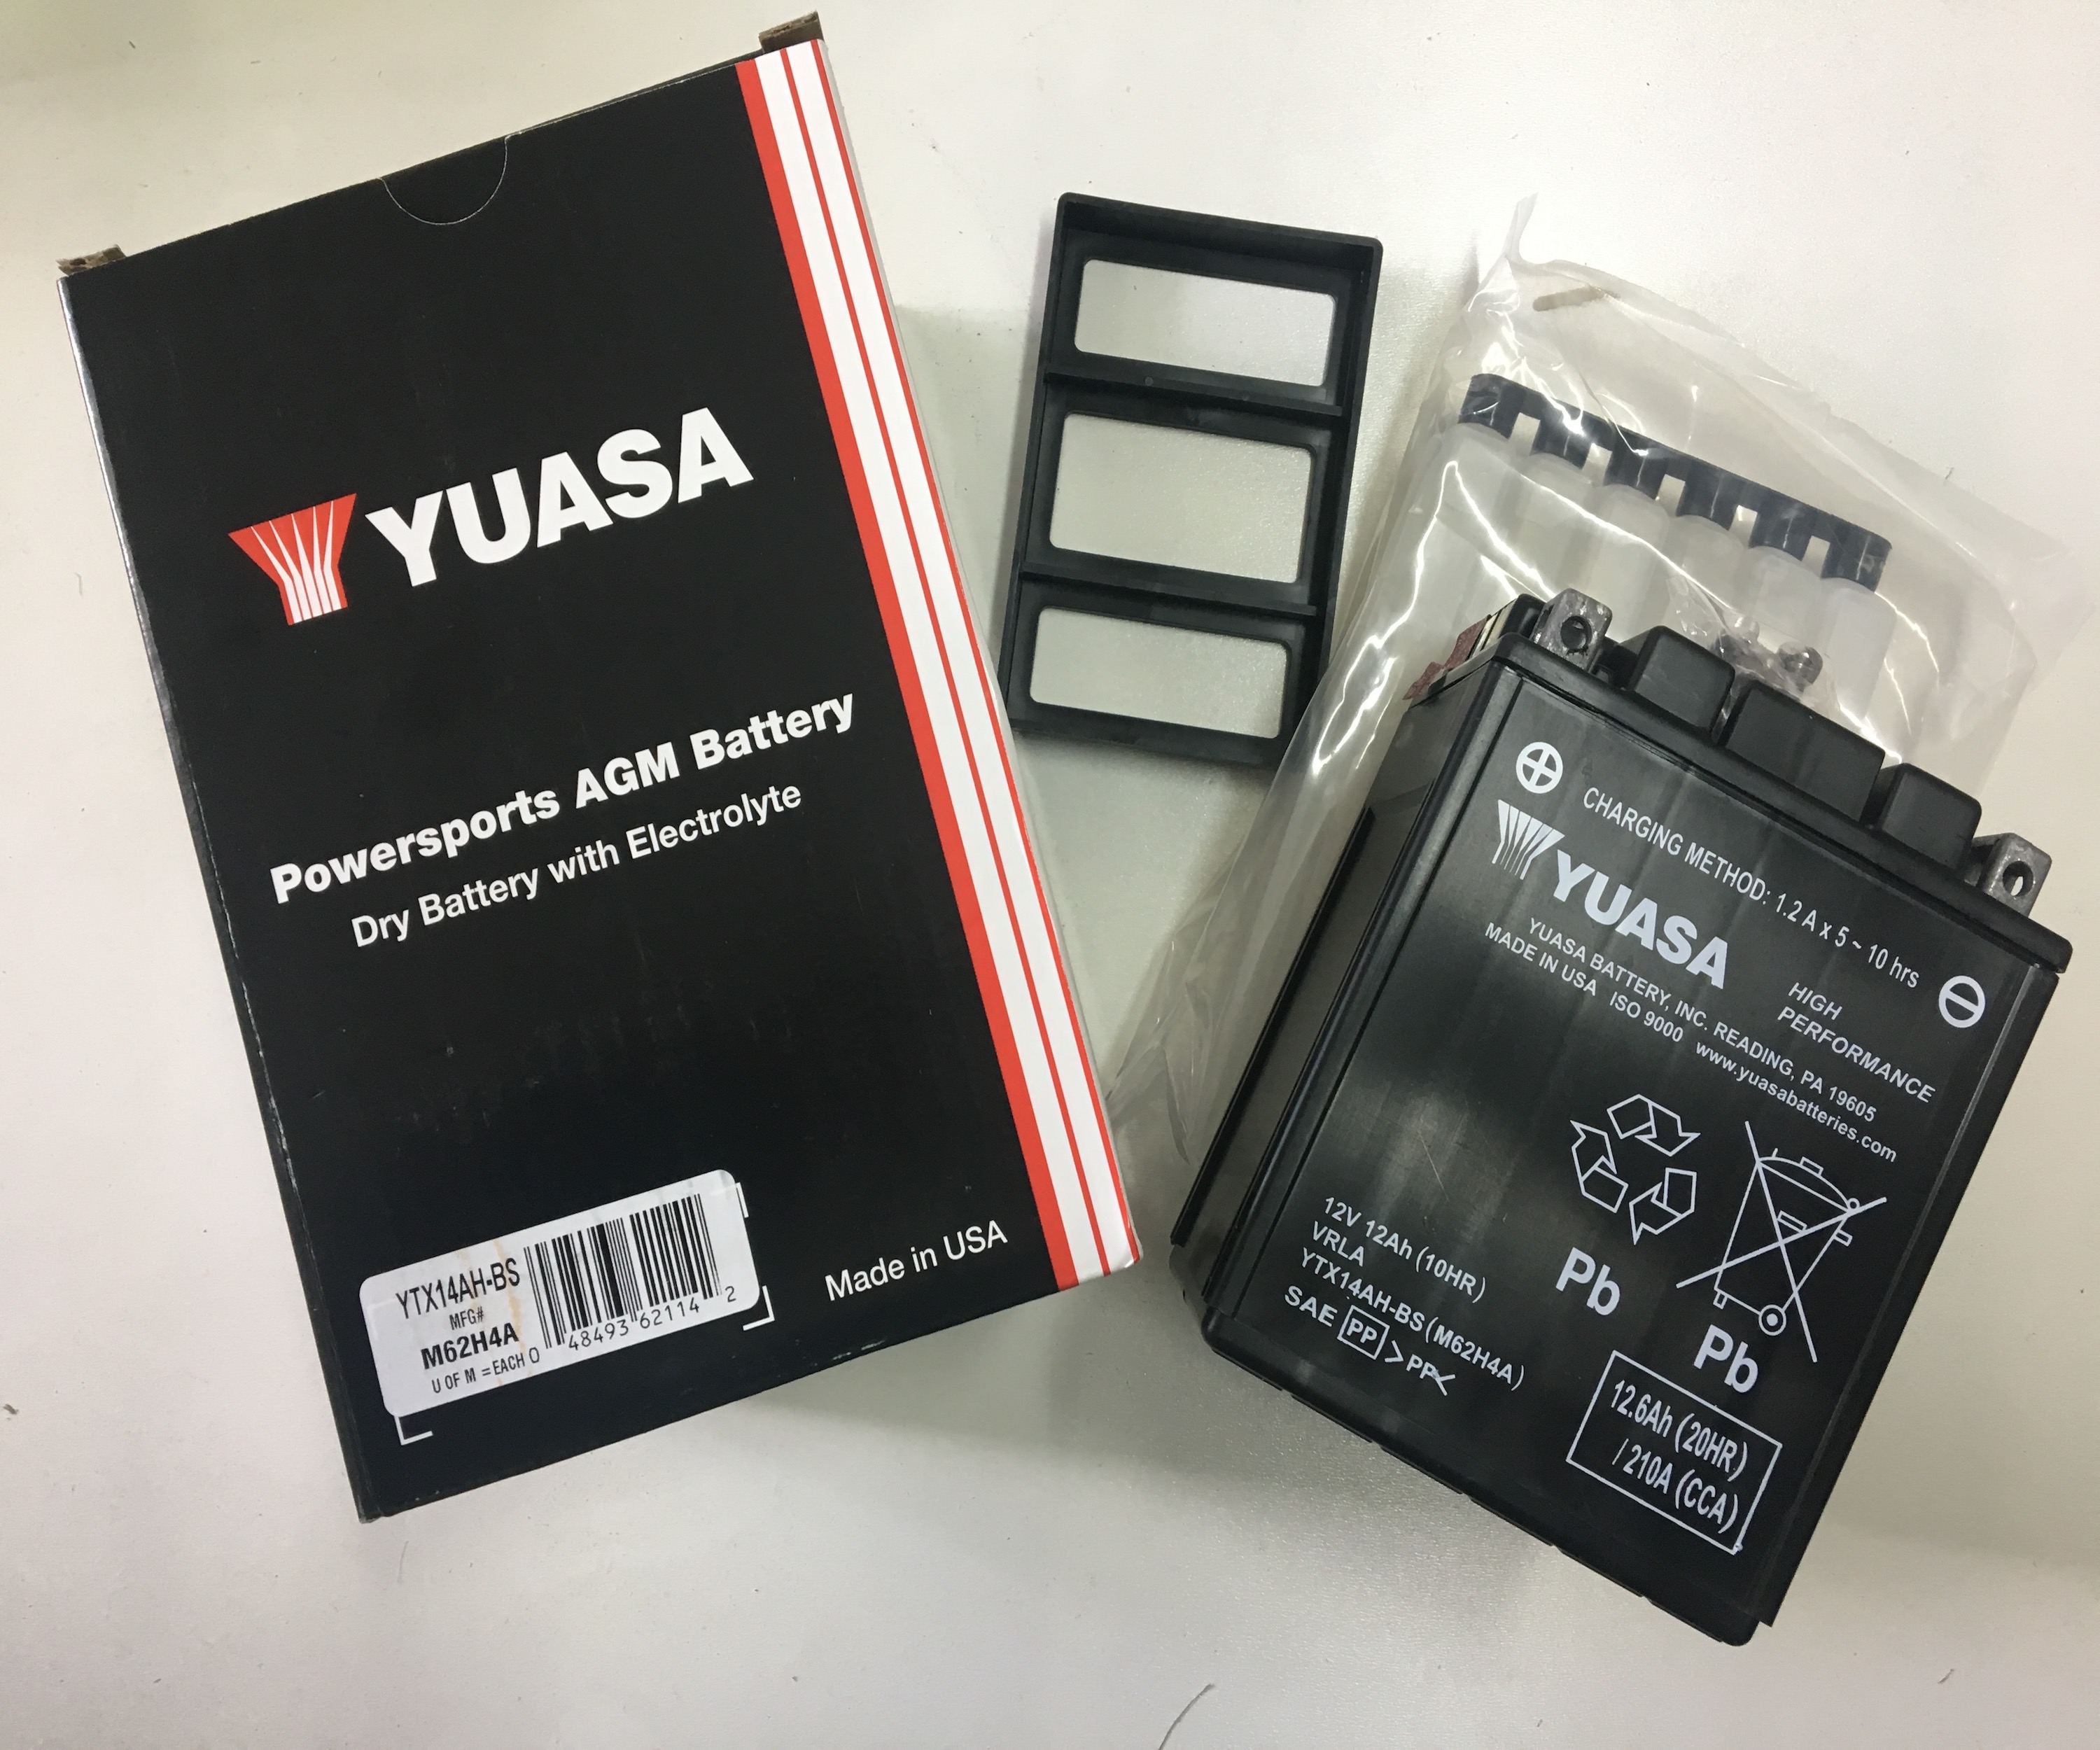 YUASA
Powersports AGM Battery
Dry Battery with Electrolyte
YTX14AH-BS
MFG#
M62H4A
U OF M = EACH
0 48493 62114 2
Made in USA
CHARGING METHOD: 1.2 A x 5 ~ 10 hrs
YUASA
HIGH
PERFORMANCE
YUASA BATTERY, INC. READING, PA 19605
MADE IN USA ISO 9000 www.yuasabatteries.com
12V 12Ah (10HR)
VRLA
YTX14AH-BS (M62H4A)
SAE PP >PP<
Pb
Pb
12.6Ah (20HR)
/ 210A (CCA)